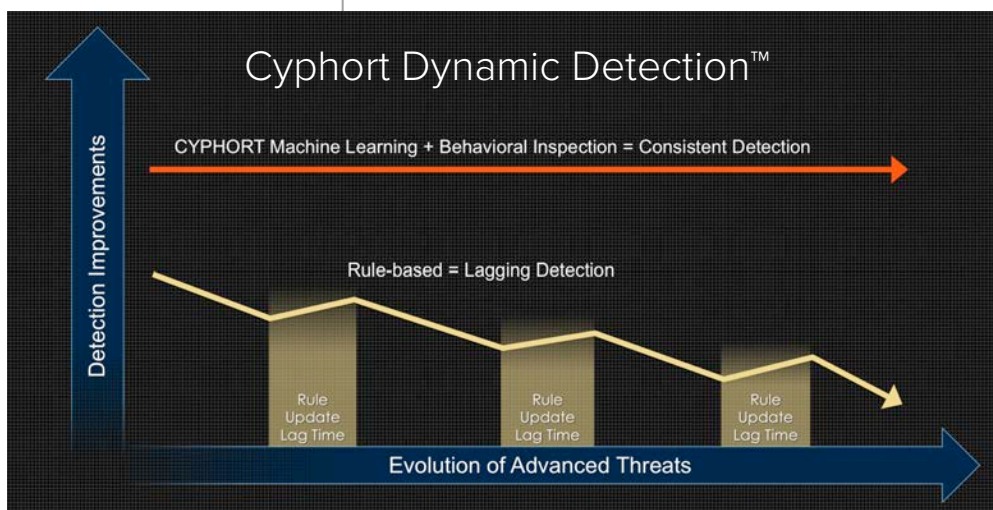 Cyphort Dynamic Detection™
CYPHORT Machine Learning + Behavioral Inspection = Consistent Detection
Detection Improvements
Rule-based = Lagging Detection
Rule
Update
Lag Time
Rule
Update
Lag Time
Rule
Update
Lag Time
Evolution of Advanced Threats